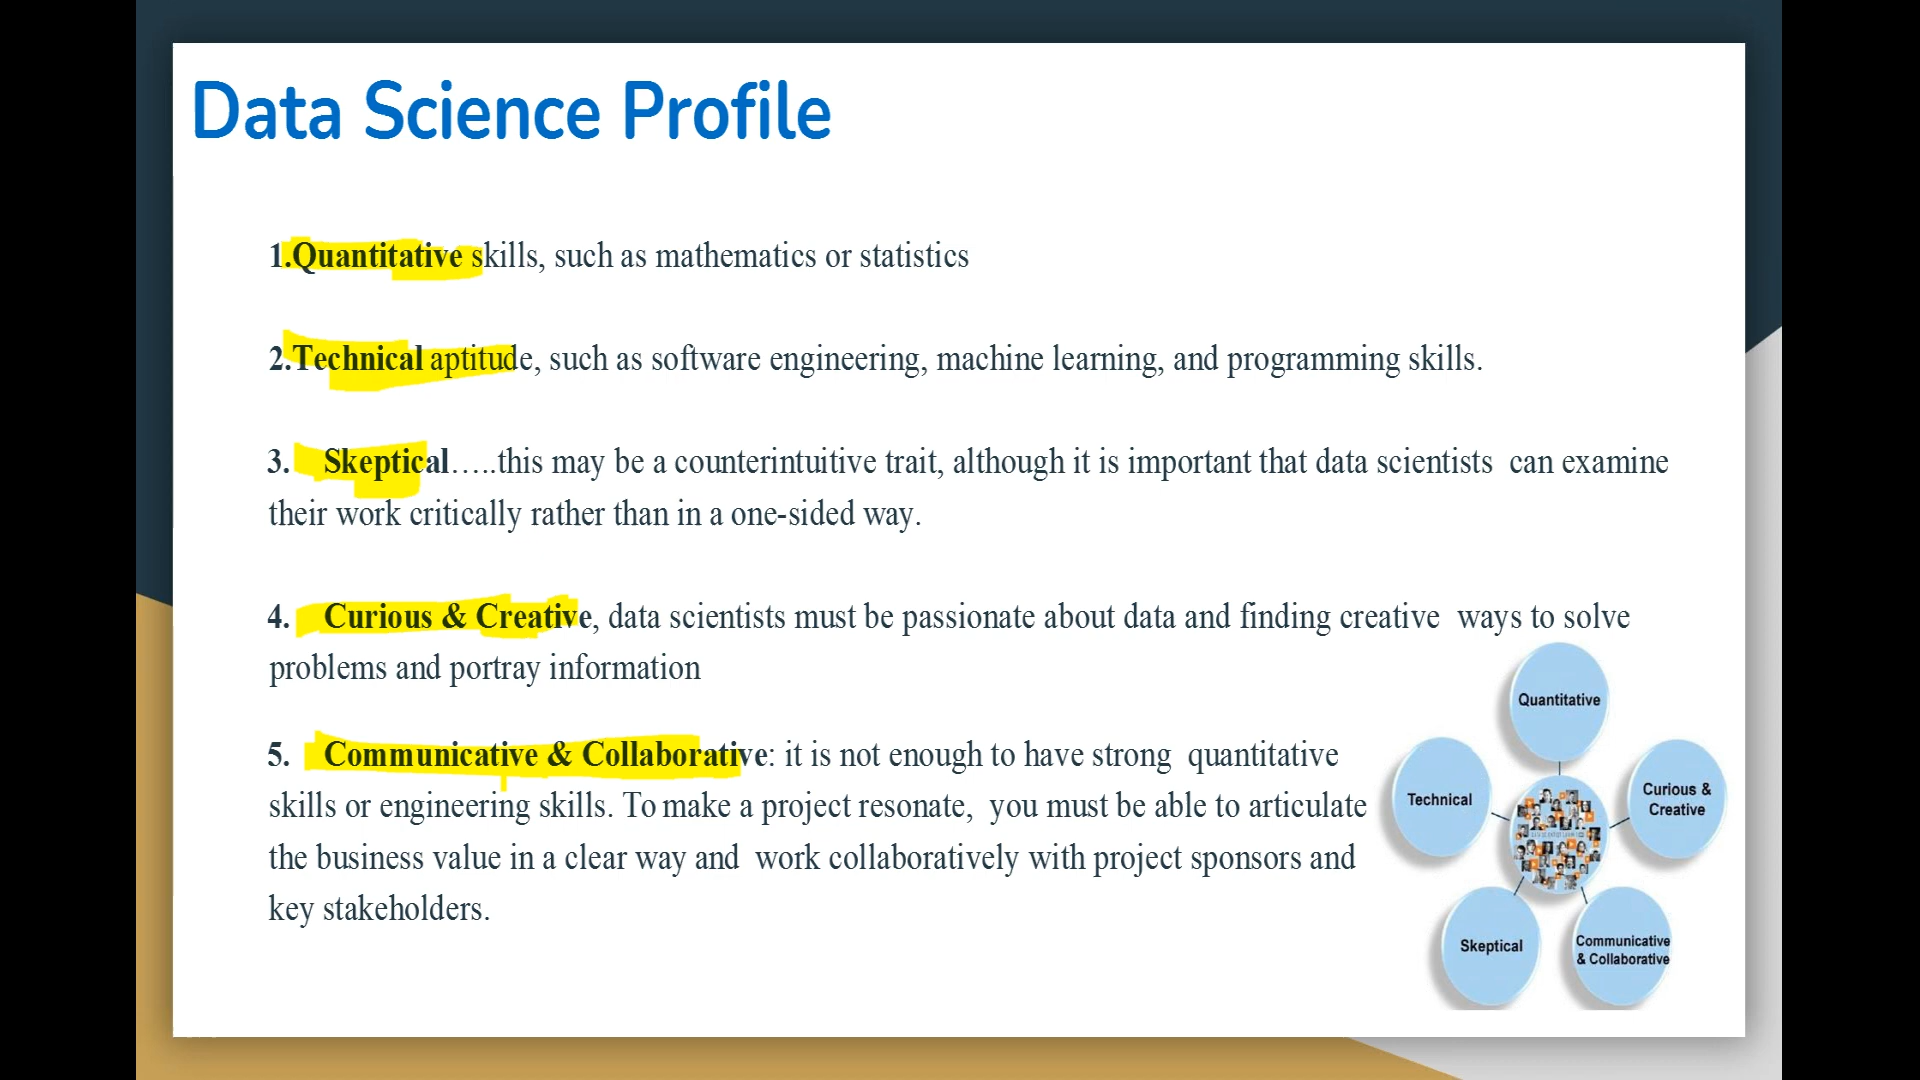 Data Science Profile
1.Quantitative skills, such as mathematics or statistics
2.Technical aptitude, such as software engineering, machine learning, and programming skills.
3. Skeptical…..this may be a counterintuitive trait, although it is important that data scientists can examine
their work critically rather than in a one-sided way.
4. Curious & Creative, data scientists must be passionate about data and finding creative ways to solve
problems and portray information
5. Communicative & Collaborative: it is not enough to have strong quantitative
skills or engineering skills. To make a project resonate, you must be able to articulate
the business value in a clear way and work collaboratively with project sponsors and
key stakeholders.
Quantitative
Technical
Curious &
Creative
Skeptical
Communicative
& Collaborative